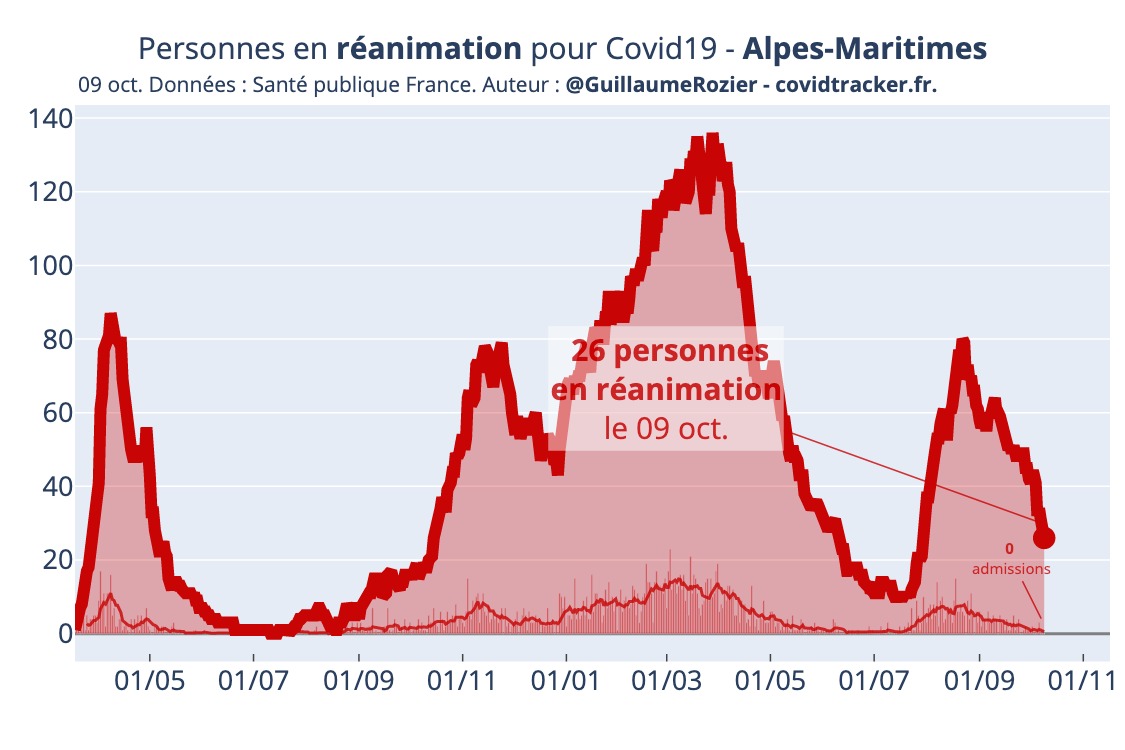 Personnes en réanimation pour Covid19 - Alpes-Maritimes
09 oct. Données : Santé publique France. Auteur : @GuillaumeRozier - covidtracker.fr.
140
120
100
80
60
40
20
0
26 personnes
en réanimation
le 09 oct.
0
admissions
01/05 01/07 01/09 01/11 01/01 01/03 01/05 01/07 01/09 01/11